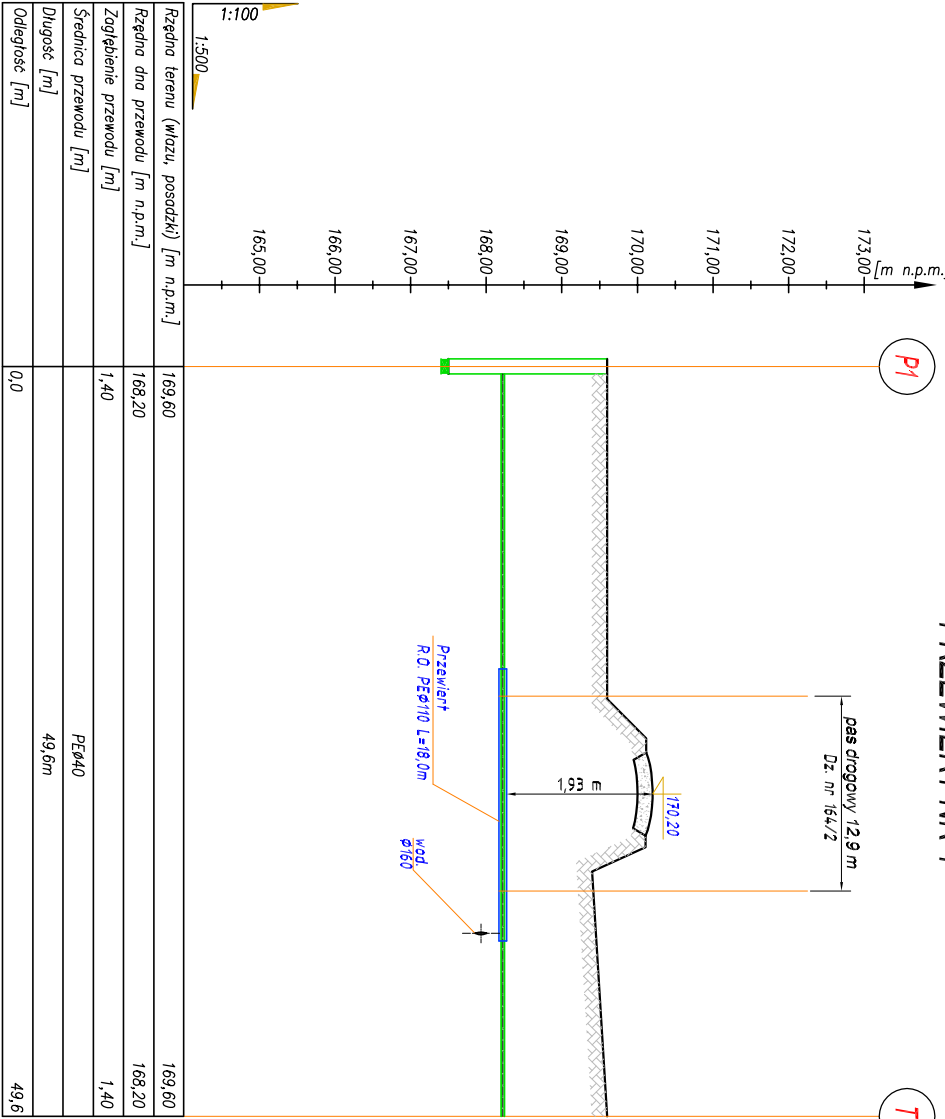 [m n.p.m.]
173,00
172,00
171,00
170,00
169,00
168,00
167,00
166,00
165,00
1:100
1:500
P1
T
pas drogowy 12,9 m
Dz. nr 164/2
170,20
1,93 m
Przewiert
R.O. PEø110 L=18,0m
wod.
ø160
Rzędna terenu (włazu, posadzki) [m n.p.m.] 169,60 169,60
Rzędna dna przewodu [m n.p.m.] 168,20 168,20
Zagłębienie przewodu [m] 1,40 1,40
Średnica przewodu [m] PEø40
Długość [m] 49,6m
Odległość [m] 0,0 49,6